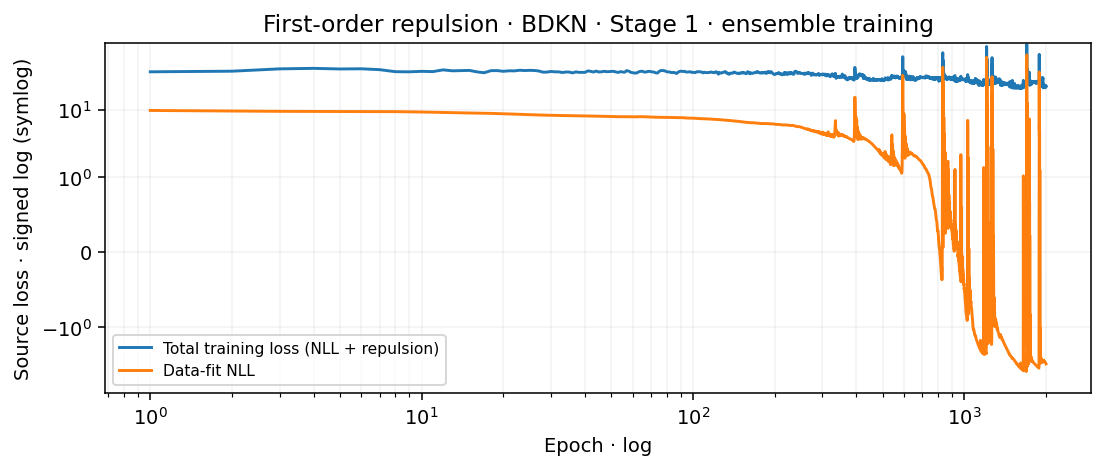 First-order repulsion · BDKN · Stage 1 · ensemble training
Source loss · signed log (symlog)
10¹
10⁰
0
−10⁰
Total training loss (NLL + repulsion)
Data-fit NLL
10⁰
10¹
10²
10³
Epoch · log